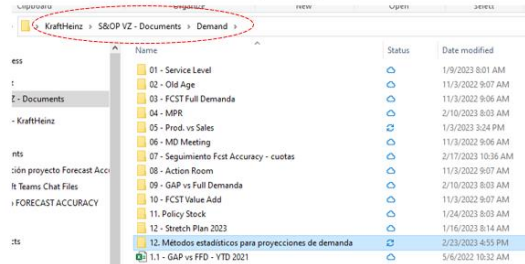 Clipboard Organize New Open Select
KraftHeinz > S&OP VZ - Documents > Demand >
Name Status Date modified
ess
01 - Service Level 1/9/2023 8:01 AM
02 - Old Age 11/3/2022 9:07 AM
Z - Documents
03 - FCST Full Demanda 11/3/2022 9:06 AM
04 - MPR 2/10/2023 8:03 AM
- KraftHeinz
05 - Prod. vs Sales 1/3/2023 3:24 PM
06 - MD Meeting 11/3/2022 9:06 AM
nts
07 - Seguimiento Fcst Accuracy - cuotas 2/17/2023 10:36 AM
ción proyecto Forecast Acc
08 - Action Room 11/3/2022 9:07 AM
ft Teams Chat Files
09 - GAP vs Full Demanda 2/10/2023 8:03 AM
FORECAST ACCURACY
10 - FCST Value Add 11/3/2022 9:07 AM
11. Policy Stock 1/24/2023 8:03 AM
12 - Stretch Plan 2023 1/16/2023 8:14 AM
cts
12. Métodos estadísticos para proyecciones de demanda 2/23/2023 4:55 PM
1.1 - GAP vs FFD - YTD 2021 5/6/2022 10:32 AM